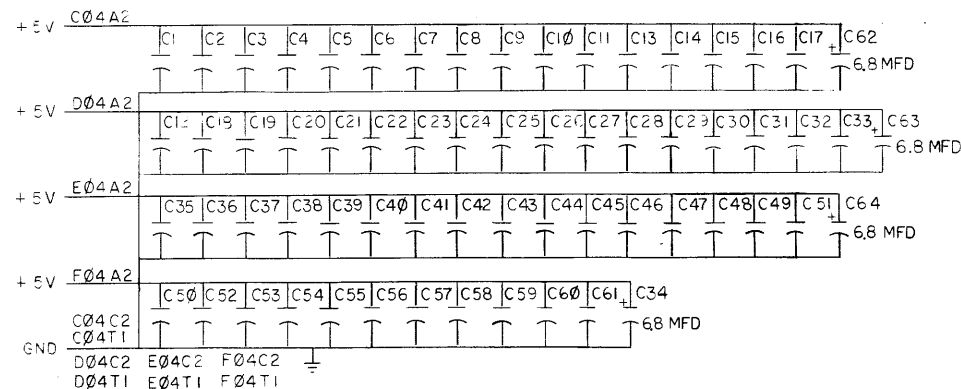 +5V CØ4A2
C1 C2 C3 C4 C5 C6 C7 C8 C9 C1Ø C11 C13 C14 C15 C16 C17 + C62
6.8 MFD
+5V DØ4A2
C18 C19 C20 C21 C22 C23 C24 C25 C26 C27 C28 C29 C30 C31 C32 C33 + C63
6.8 MFD
+5V EØ4A2
C35 C36 C37 C38 C39 C4Ø C41 C42 C43 C44 C45 C46 C47 C48 C49 C51 + C64
6.8 MFD
+5V FØ4A2
C5Ø C52 C53 C54 C55 C56 C57 C58 C59 C6Ø C61 + C34
6.8 MFD
CØ4C2
CØ4T1
GND
DØ4C2 EØ4C2 FØ4C2
DØ4T1 EØ4T1 FØ4T1